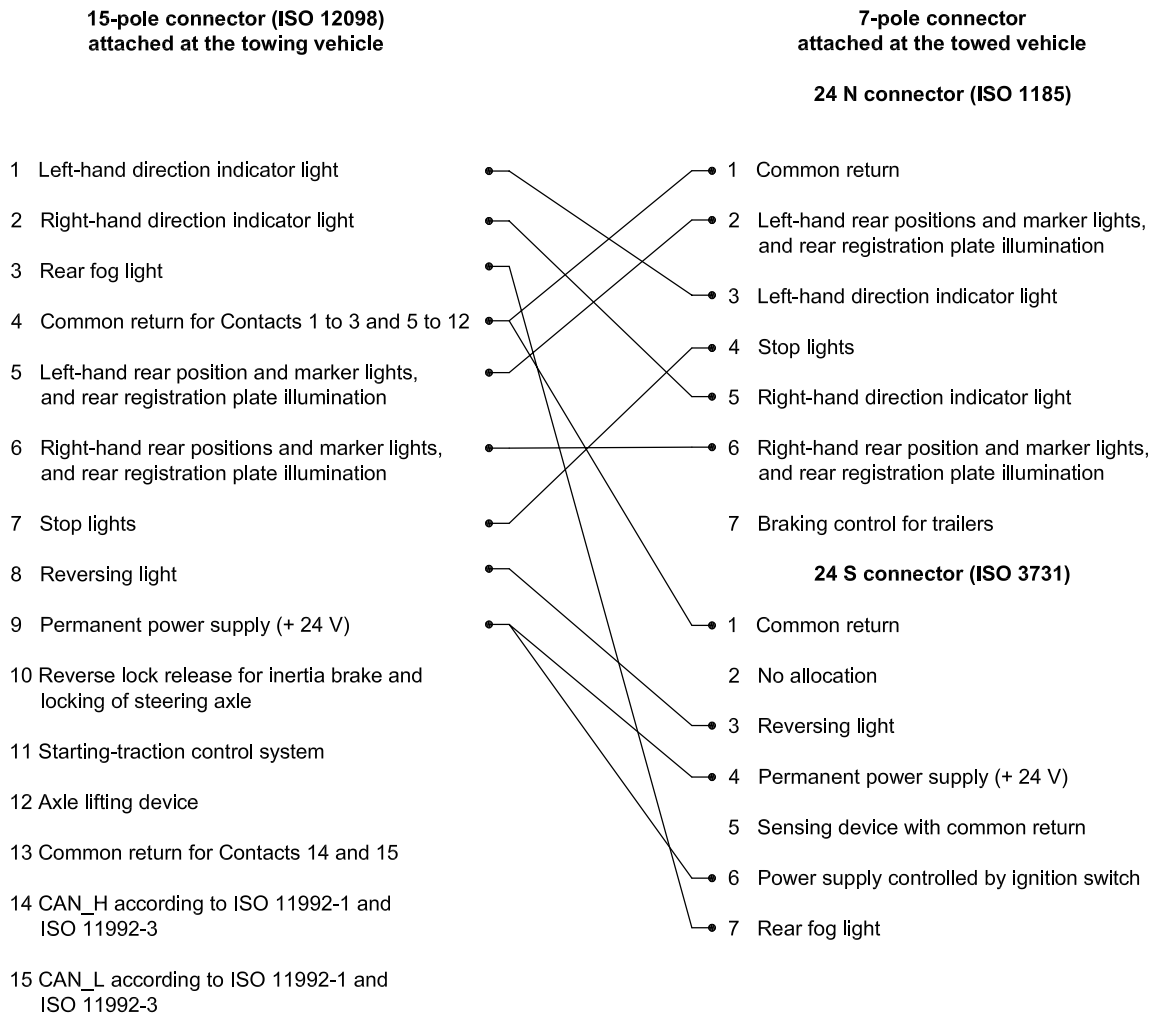 15-pole connector (ISO 12098)
attached at the towing vehicle
1 Left-hand direction indicator light
2 Right-hand direction indicator light
3 Rear fog light
4 Common return for Contacts 1 to 3 and 5 to 12
5 Left-hand rear position and marker lights,
and rear registration plate illumination
6 Right-hand rear positions and marker lights,
and rear registration plate illumination
7 Stop lights
8 Reversing light
9 Permanent power supply (+ 24 V)
10 Reverse lock release for inertia brake and
locking of steering axle
11 Starting-traction control system
12 Axle lifting device
13 Common return for Contacts 14 and 15
14 CAN_H according to ISO 11992-1 and
ISO 11992-3
15 CAN_L according to ISO 11992-1 and
ISO 11992-3
7-pole connector
attached at the towed vehicle
24 N connector (ISO 1185)
1 Common return
2 Left-hand rear positions and marker lights,
and rear registration plate illumination
3 Left-hand direction indicator light
4 Stop lights
5 Right-hand direction indicator light
6 Right-hand rear position and marker lights,
and rear registration plate illumination
7 Braking control for trailers
24 S connector (ISO 3731)
1 Common return
2 No allocation
3 Reversing light
4 Permanent power supply (+ 24 V)
5 Sensing device with common return
6 Power supply controlled by ignition switch
7 Rear fog light